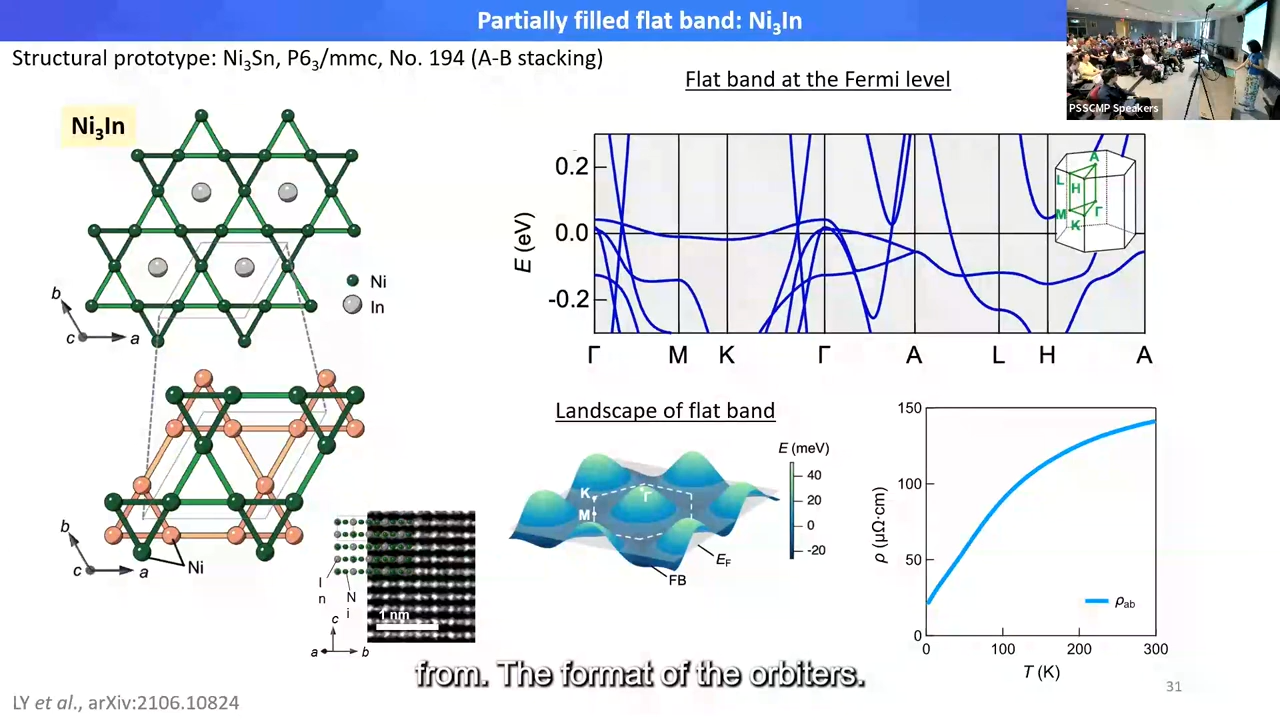 Partially filled flat band: Ni₃In
Structural prototype: Ni₃Sn, P6₃/mmc, No. 194 (A-B stacking)
PSSCMP Speakers
Ni₃In
Ni
In
b
c
a
b
c
a
Ni
I
n
N
i
c
a
b
1 nm
Flat band at the Fermi level
E (eV)
0.2
0.0
-0.2
Γ M K Γ A L H A
A
L
H
M
Γ
K
Landscape of flat band
E (meV)
40
20
0
-20
K
Γ
M
E_F
FB
ρ (μΩ·cm)
150
100
50
0
ρ_ab
0 100 200 300
T (K)
from. The format of the orbiters.
31
LY et al., arXiv:2106.10824